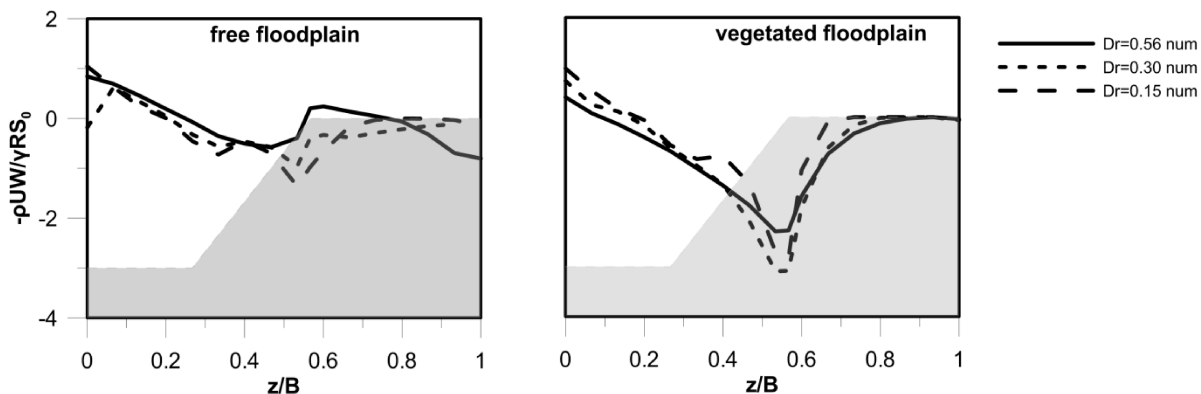 2
0
-2
-4
-ρUW/γRS₀
free floodplain
0
0.2
0.4
0.6
0.8
1
z/B
vegetated floodplain
0
0.2
0.4
0.6
0.8
1
z/B
Dr=0.56 num
Dr=0.30 num
Dr=0.15 num